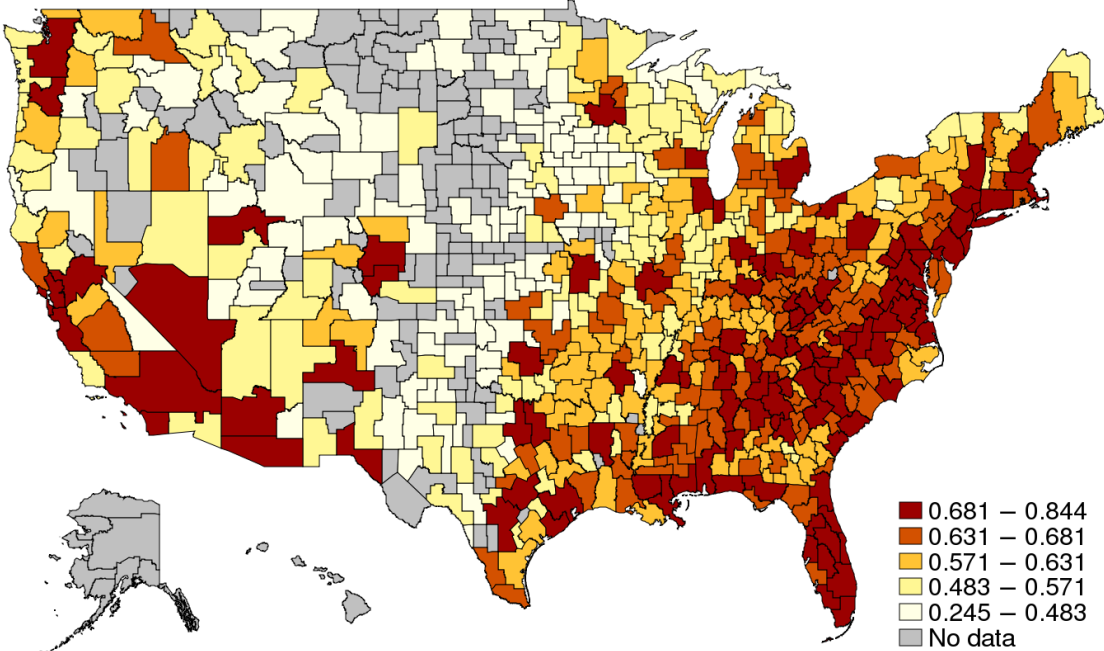 0.681 – 0.844
0.631 – 0.681
0.571 – 0.631
0.483 – 0.571
0.245 – 0.483
No data